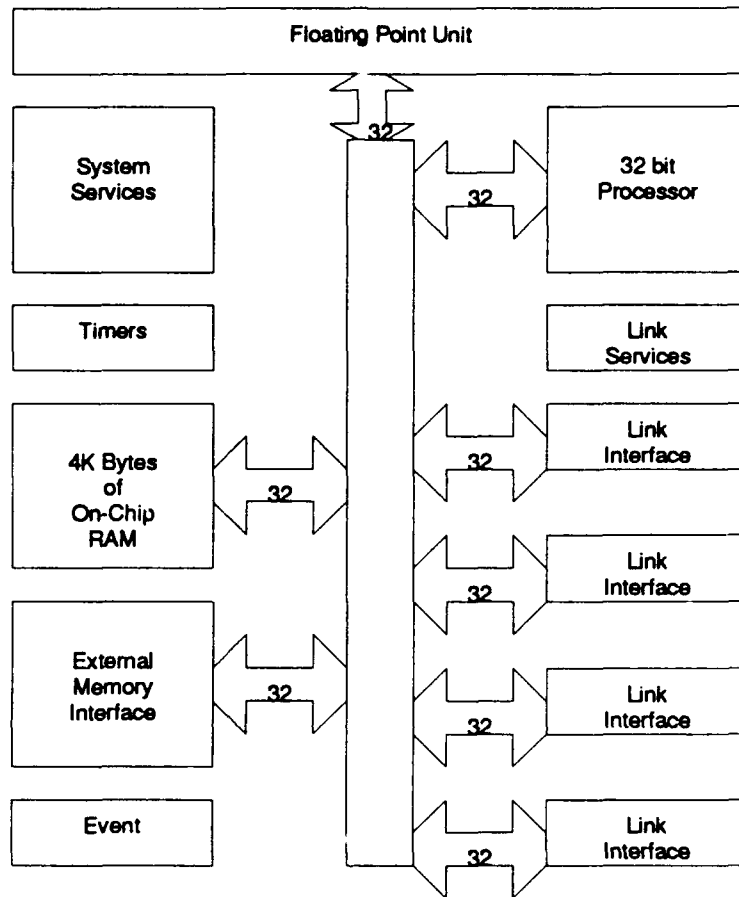 Floating Point Unit
32
System
Services
32
32 bit
Processor
Timers
Link
Services
4K Bytes
of
On-Chip
RAM
32
32
Link
Interface
32
Link
Interface
External
Memory
Interface
32
32
Link
Interface
Event
32
Link
Interface